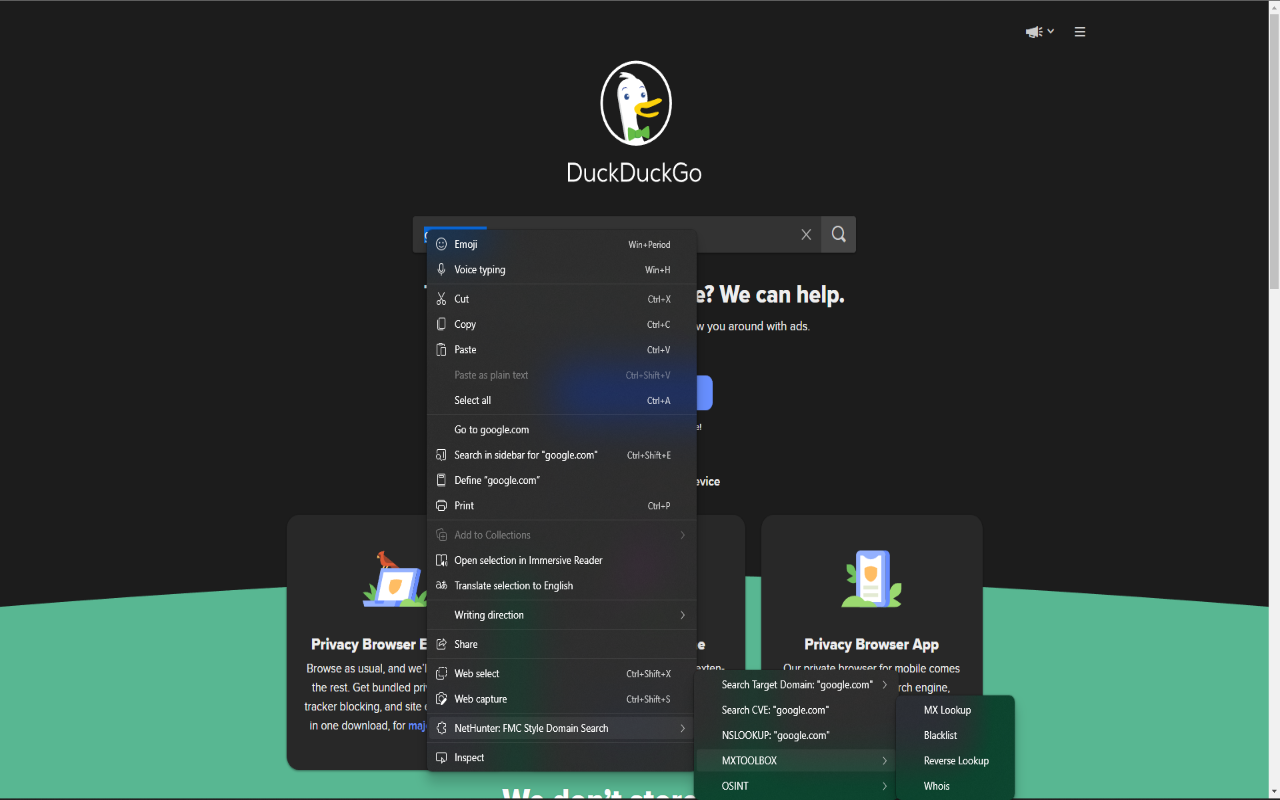 DuckDuckGo
e? We can help.
w you around with ads.
e!
evice
Emoji Win+Period
Voice typing Win+H
Cut Ctrl+X
Copy Ctrl+C
Paste Ctrl+V
Paste as plain text Ctrl+Shift+V
Select all Ctrl+A
Go to google.com
Search in sidebar for "google.com" Ctrl+Shift+E
Define "google.com"
Print Ctrl+P
Add to Collections
Open selection in Immersive Reader
Translate selection to English
Writing direction
Share
Web select Ctrl+Shift+X
Web capture Ctrl+Shift+S
NetHunter: FMC Style Domain Search
Inspect
Search Target Domain: "google.com"
Search CVE: "google.com"
NSLOOKUP: "google.com"
MXTOOLBOX
OSINT
MX Lookup
Blacklist
Reverse Lookup
Whois
Privacy Browser E
Browse as usual, and we'l
the rest. Get bundled pri
tracker blocking, and site
in one download, for maj
e
exten-
Privacy Browser App
Our private browser for mobile comes
rch engine,
We don't store